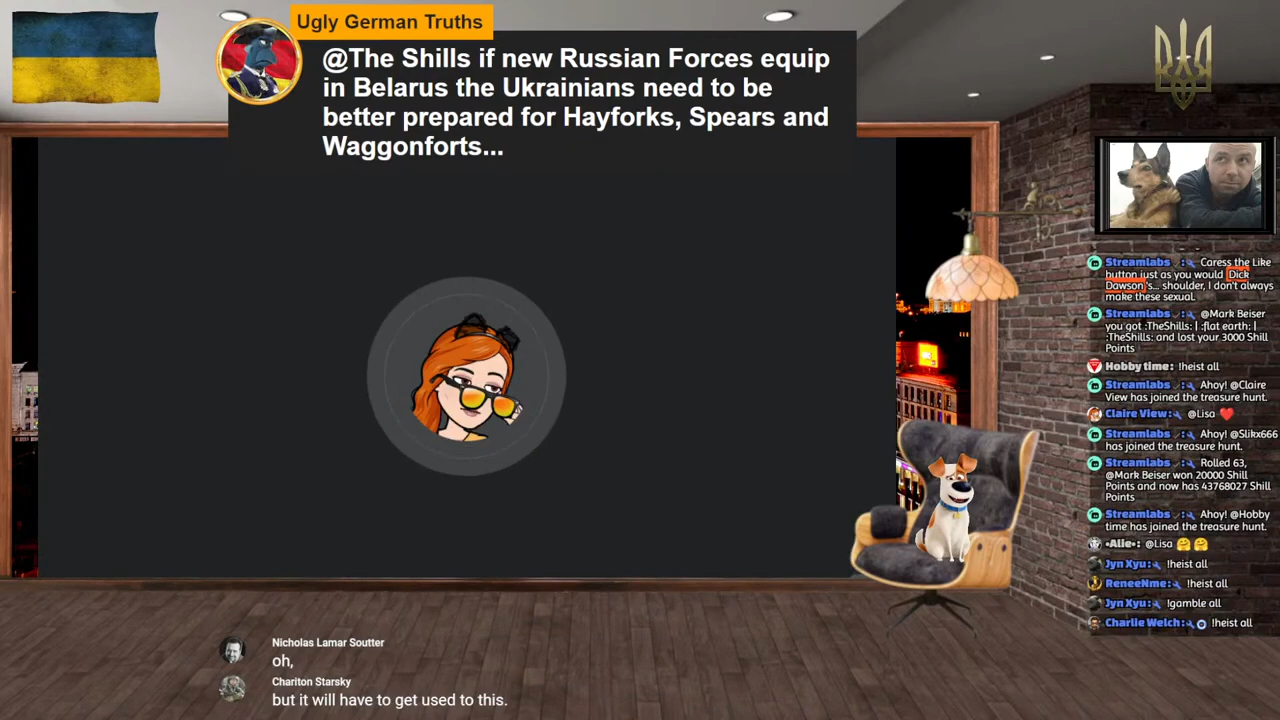 Ugly German Truths
@The Shills if new Russian Forces equip
in Belarus the Ukrainians need to be
better prepared for Hayforks, Spears and
Waggonforts...
Streamlabs : Caress the Like
button just as you would Dick
Dawson's... shoulder, I don't always
make these sexual.
Streamlabs : @Mark Beiser
you got :TheShills: | :flat earth: |
:TheShills: and lost your 3000 Shill
Points
Hobby time: !heist all
Streamlabs : Ahoy! @Claire
View has joined the treasure hunt.
Claire View: @Lisa ❤️
Streamlabs : Ahoy! @Slikx666
has joined the treasure hunt.
Streamlabs : Rolled 63,
@Mark Beiser won 20000 Shill
Points and now has 43768027 Shill
Points
Streamlabs : Ahoy! @Hobby
time has joined the treasure hunt.
•Alie•: @Lisa 🤗 🤗
Jyn Xyu: !heist all
ReneeNme: !heist all
Jyn Xyu: !gamble all
Charlie Welch: !heist all
Nicholas Lamar Soutter
oh,
Chariton Starsky
but it will have to get used to this.